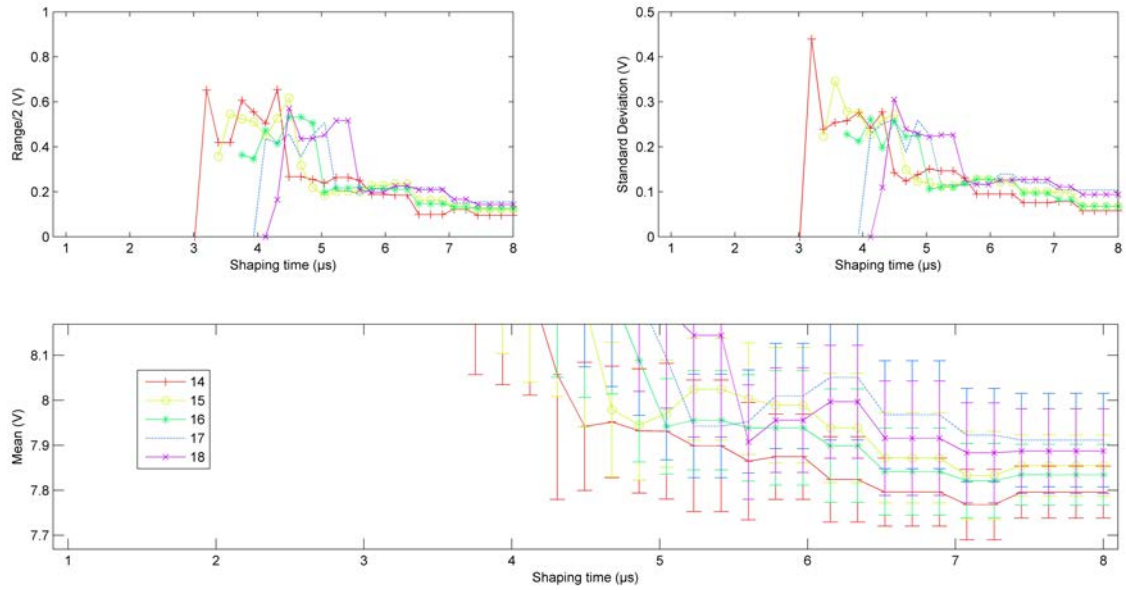 1
0.8
0.6
0.4
0.2
0
Range/2 (V)
1 2 3 4 5 6 7 8
Shaping time (µs)
0.5
0.4
0.3
0.2
0.1
0
Standard Deviation (V)
1 2 3 4 5 6 7 8
Shaping time (µs)
8.1
8
7.9
7.8
7.7
Mean (V)
14
15
16
17
18
1 2 3 4 5 6 7 8
Shaping time (µs)